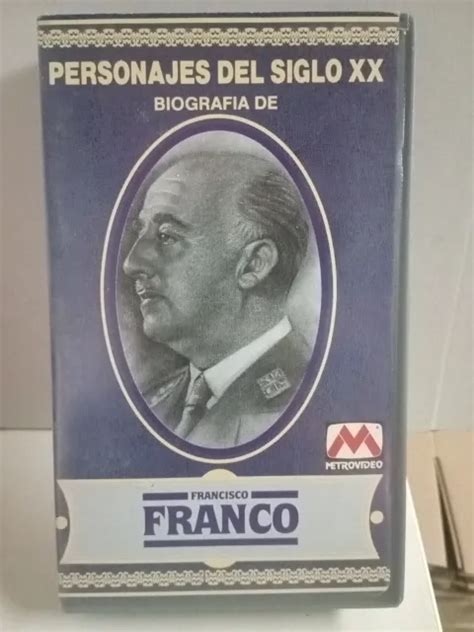 PERSONAJES DEL SIGLO XX
BIOGRAFIA DE
METROVIDEO
FRANCISCO
FRANCO